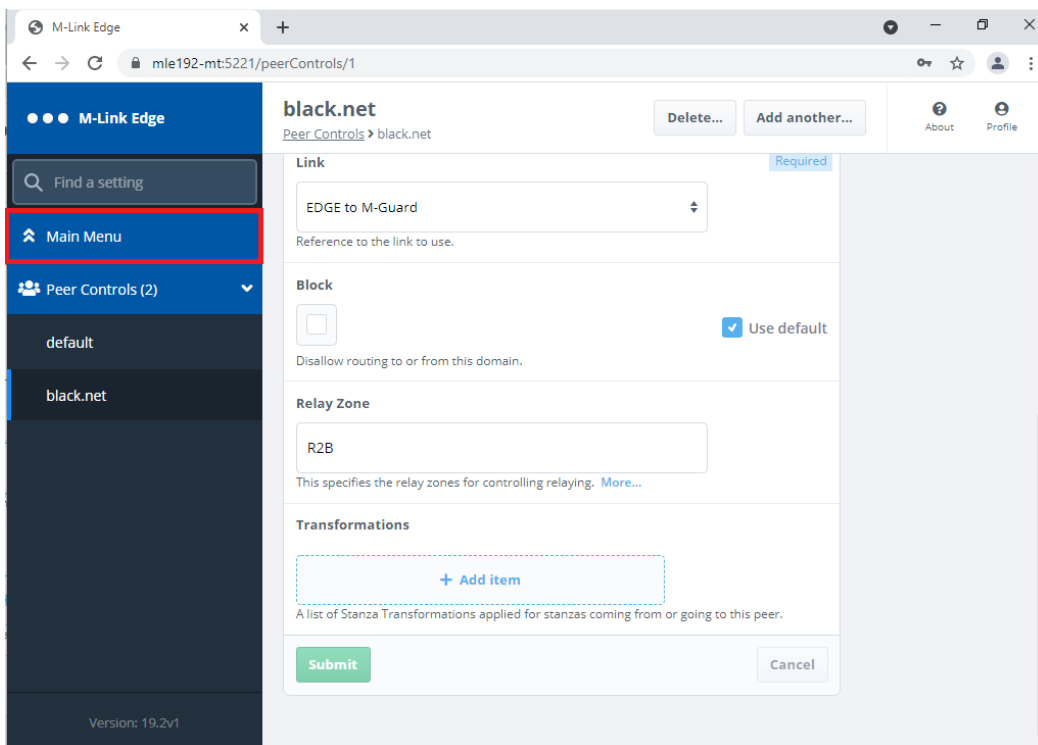 M-Link Edge
mle192-mt:5221/peerControls/1
M-Link Edge
black.net
Peer Controls > black.net
Delete...
Add another...
About
Profile
Find a setting
Main Menu
Peer Controls (2)
default
black.net
Version: 19.2v1
Link
Required
EDGE to M-Guard
Reference to the link to use.
Block
Use default
Disallow routing to or from this domain.
Relay Zone
R2B
This specifies the relay zones for controlling relaying. More...
Transformations
+ Add item
A list of Stanza Transformations applied for stanzas coming from or going to this peer.
Submit
Cancel